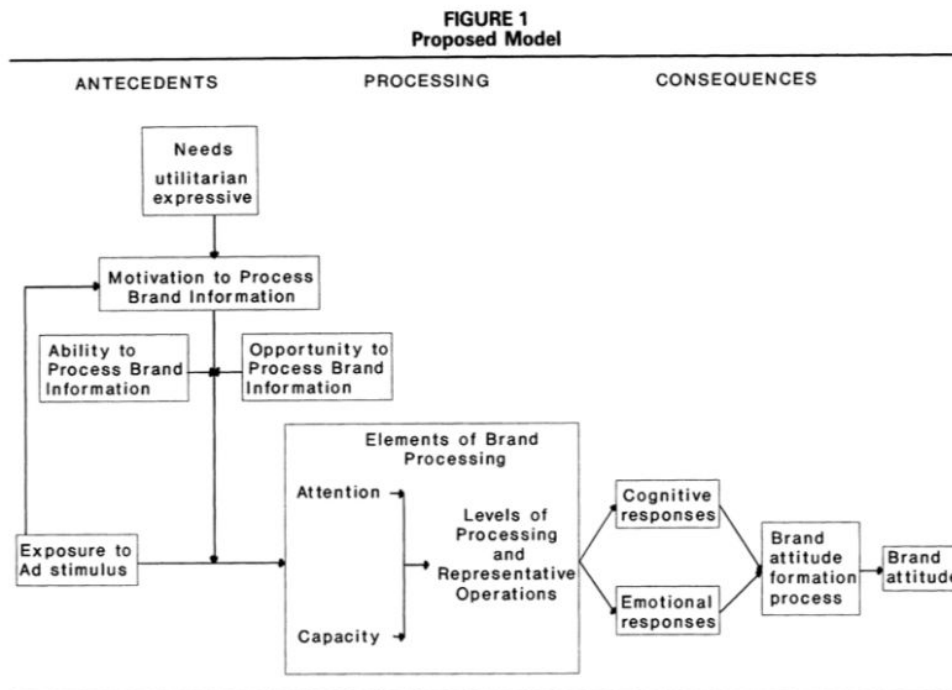 FIGURE 1
Proposed Model
ANTECEDENTS
PROCESSING
CONSEQUENCES
Needs
utilitarian
expressive
Motivation to Process
Brand Information
Ability to
Process Brand
Information
Opportunity to
Process Brand
Information
Elements of Brand
Processing
Attention
Levels of
Processing
and
Representative
Operations
Capacity
Exposure to
Ad stimulus
Cognitive
responses
Emotional
responses
Brand
attitude
formation
process
Brand
attitude